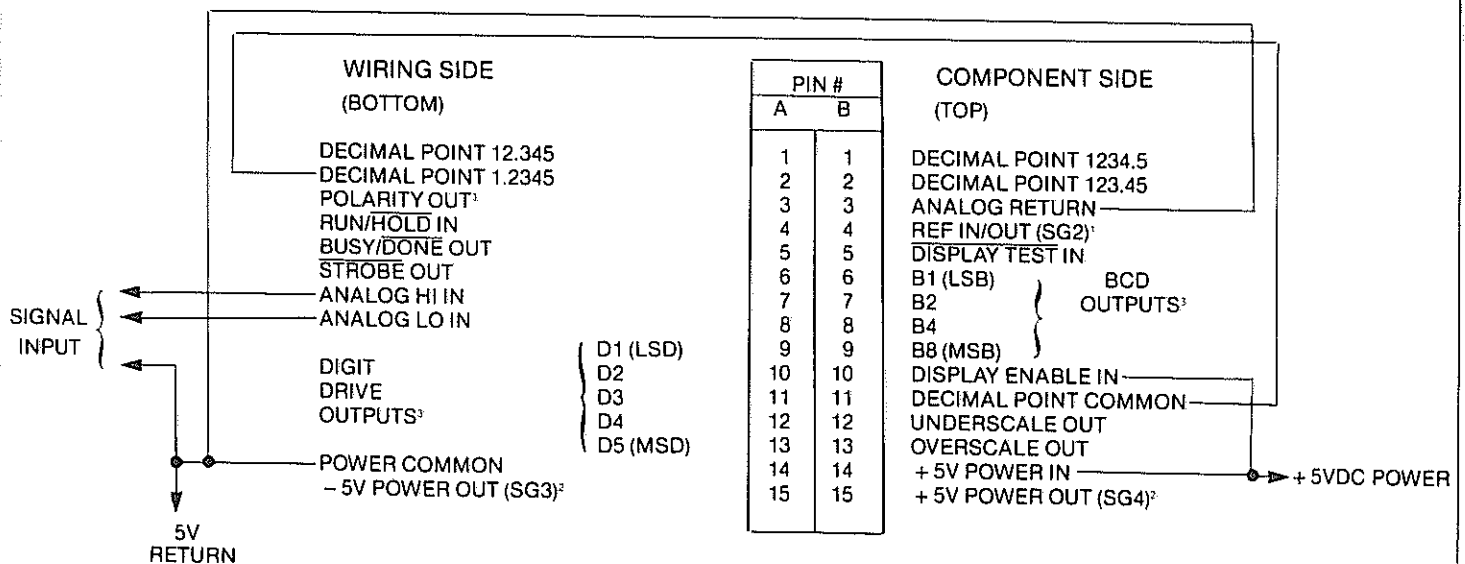 WIRING SIDE
(BOTTOM)
DECIMAL POINT 12.345
DECIMAL POINT 1.2345
POLARITY OUT¹
RUN/HOLD IN
BUSY/DONE OUT
STROBE OUT
ANALOG HI IN
ANALOG LO IN
SIGNAL
INPUT
DIGIT
DRIVE
OUTPUTS³
D1 (LSD)
D2
D3
D4
D5 (MSD)
POWER COMMON
– 5V POWER OUT (SG3)²
5V
RETURN
PIN #
A B
1 1
2 2
3 3
4 4
5 5
6 6
7 7
8 8
9 9
10 10
11 11
12 12
13 13
14 14
15 15
COMPONENT SIDE
(TOP)
DECIMAL POINT 1234.5
DECIMAL POINT 123.45
ANALOG RETURN
REF IN/OUT (SG2)¹
DISPLAY TEST IN
B1 (LSB)
B2
B4
B8 (MSB)
BCD
OUTPUTS³
DISPLAY ENABLE IN
DECIMAL POINT COMMON
UNDERSCALE OUT
OVERSCALE OUT
+ 5V POWER IN
+ 5V POWER OUT (SG4)²
+ 5VDC POWER